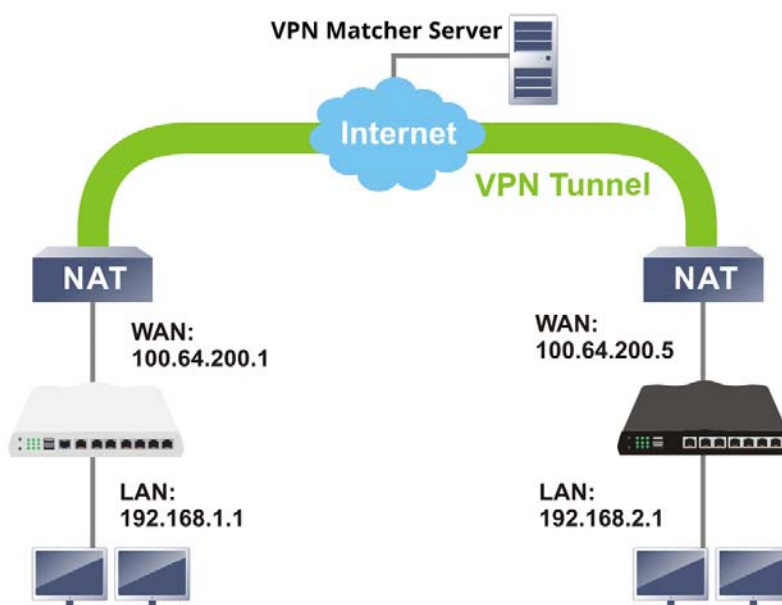 VPN Matcher Server
Internet
VPN Tunnel
NAT
NAT
WAN:
100.64.200.1
WAN:
100.64.200.5
LAN:
192.168.1.1
LAN:
192.168.2.1